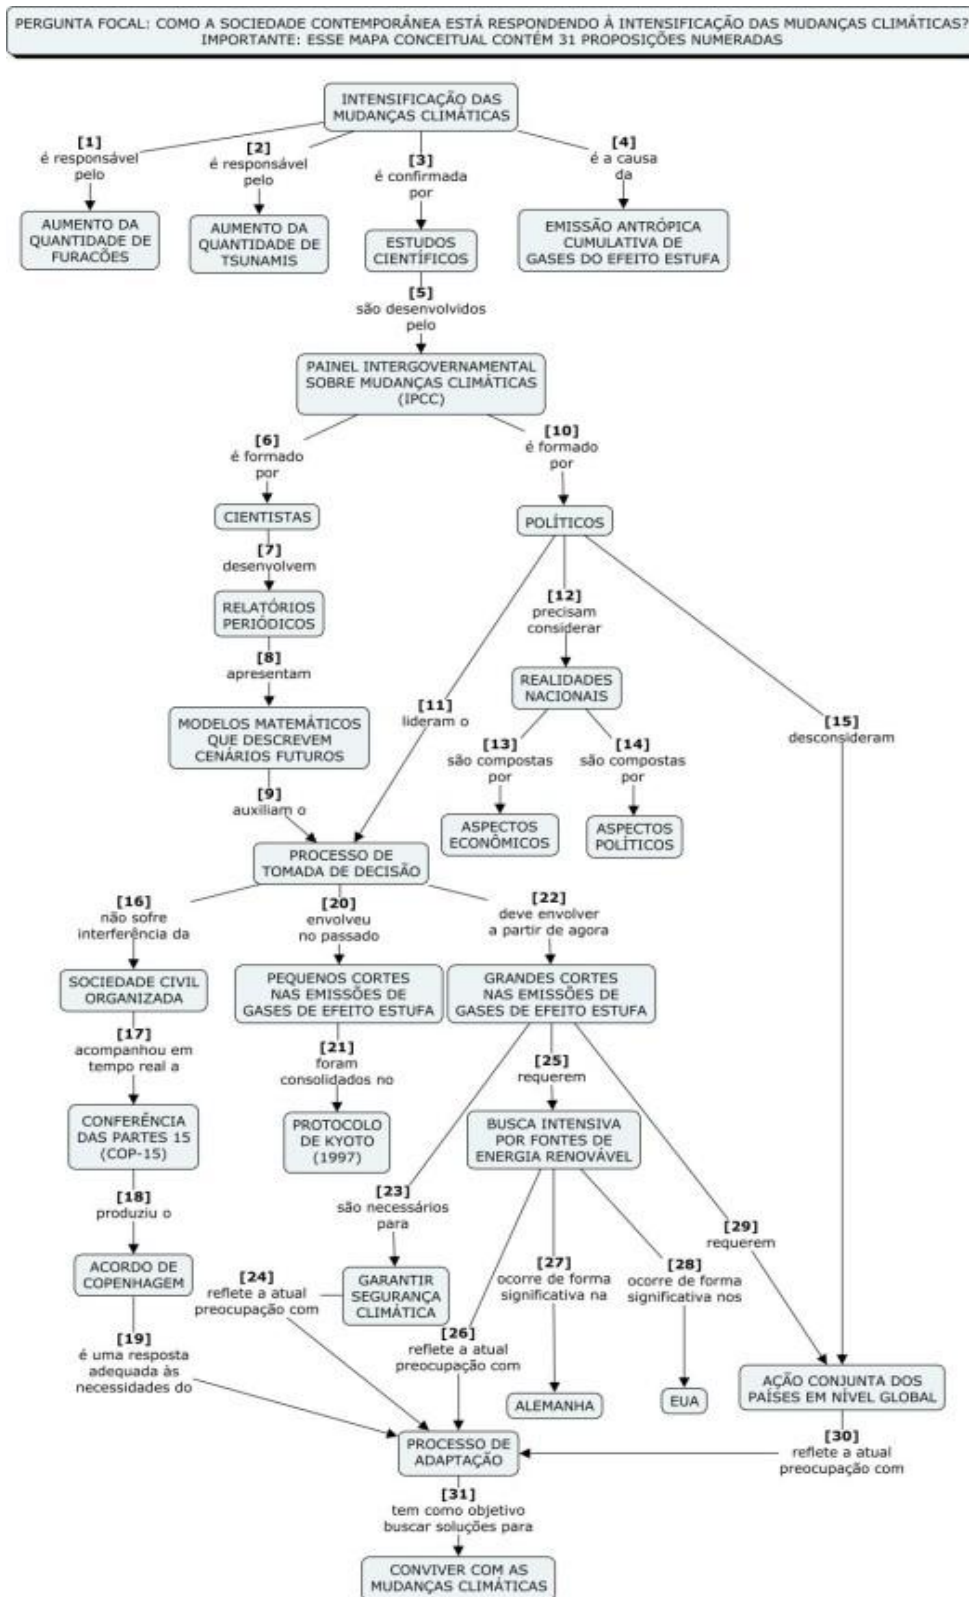 PERGUNTA FOCAL: COMO A SOCIEDADE CONTEMPORÂNEA ESTÁ RESPONDENDO À INTENSIFICAÇÃO DAS MUDANÇAS CLIMÁTICAS?
IMPORTANTE: ESSE MAPA CONCEITUAL CONTÉM 31 PROPOSIÇÕES NUMERADAS
INTENSIFICAÇÃO DAS
MUDANÇAS CLIMÁTICAS
[1]
é responsável
pelo
[2]
é responsável
pelo
[3]
é confirmada
por
[4]
é a causa
da
AUMENTO DA
QUANTIDADE DE
FURACÕES
AUMENTO DA
QUANTIDADE DE
TSUNAMIS
ESTUDOS
CIENTÍFICOS
EMISSÃO ANTRÓPICA
CUMULATIVA DE
GASES DO EFEITO ESTUFA
[5]
são desenvolvidos
pelo
PAINEL INTERGOVERNAMENTAL
SOBRE MUDANÇAS CLIMÁTICAS
(IPCC)
[6]
é formado
por
[10]
é formado
por
CIENTISTAS
POLÍTICOS
[7]
desenvolvem
RELATÓRIOS
PERIÓDICOS
[12]
precisam
considerar
[8]
apresentam
REALIDADES
NACIONAIS
[11]
lideram o
[15]
desconsideram
MODELOS MATEMÁTICOS
QUE DESCREVEM
CENÁRIOS FUTUROS
[13]
são compostas
por
[14]
são compostas
por
[9]
auxiliam o
ASPECTOS
ECONÔMICOS
ASPECTOS
POLÍTICOS
PROCESSO DE
TOMADA DE DECISÃO
[16]
não sofre
interferência da
[20]
envolveu
no passado
[22]
deve envolver
a partir de agora
SOCIEDADE CIVIL
ORGANIZADA
PEQUENOS CORTES
NAS EMISSÕES DE
GASES DE EFEITO ESTUFA
GRANDES CORTES
NAS EMISSÕES DE
GASES DE EFEITO ESTUFA
[17]
acompanhou em
tempo real a
[21]
foram
consolidados no
[25]
requerem
CONFERÊNCIA
DAS PARTES 15
(COP-15)
PROTOCOLO
DE KYOTO
(1997)
BUSCA INTENSIVA
POR FONTES DE
ENERGIA RENOVÁVEL
[18]
produziu o
[23]
são necessários
para
[29]
requerem
ACORDO DE
COPENHAGEM
[24]
reflete a atual
preocupação com
GARANTIR
SEGURANÇA
CLIMÁTICA
[27]
ocorre de forma
significativa na
[28]
ocorre de forma
significativa nos
[19]
é uma resposta
adequada às
necessidades do
[26]
reflete a atual
preocupação com
ALEMANHA
EUA
AÇÃO CONJUNTA DOS
PAÍSES EM NÍVEL GLOBAL
PROCESSO DE
ADAPTAÇÃO
[30]
reflete a atual
preocupação com
[31]
tem como objetivo
buscar soluções para
CONVIVER COM AS
MUDANÇAS CLIMÁTICAS